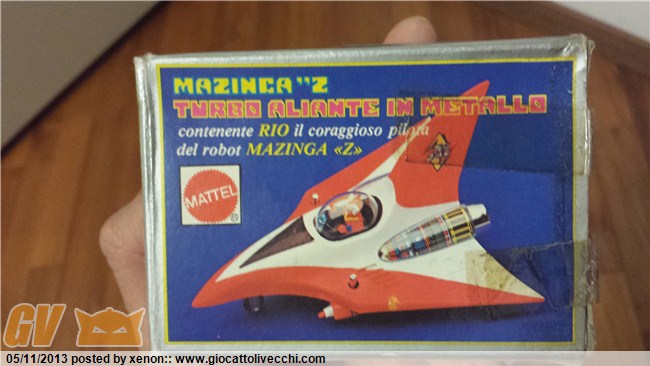 MAZINGA "Z
TURBO ALIANTE IN METALLO
contenente RIO il coraggioso pilota
del robot MAZINGA «Z»
MATTEL
®
GV
05/11/2013 posted by xenon:: www.giocattolivecchi.com